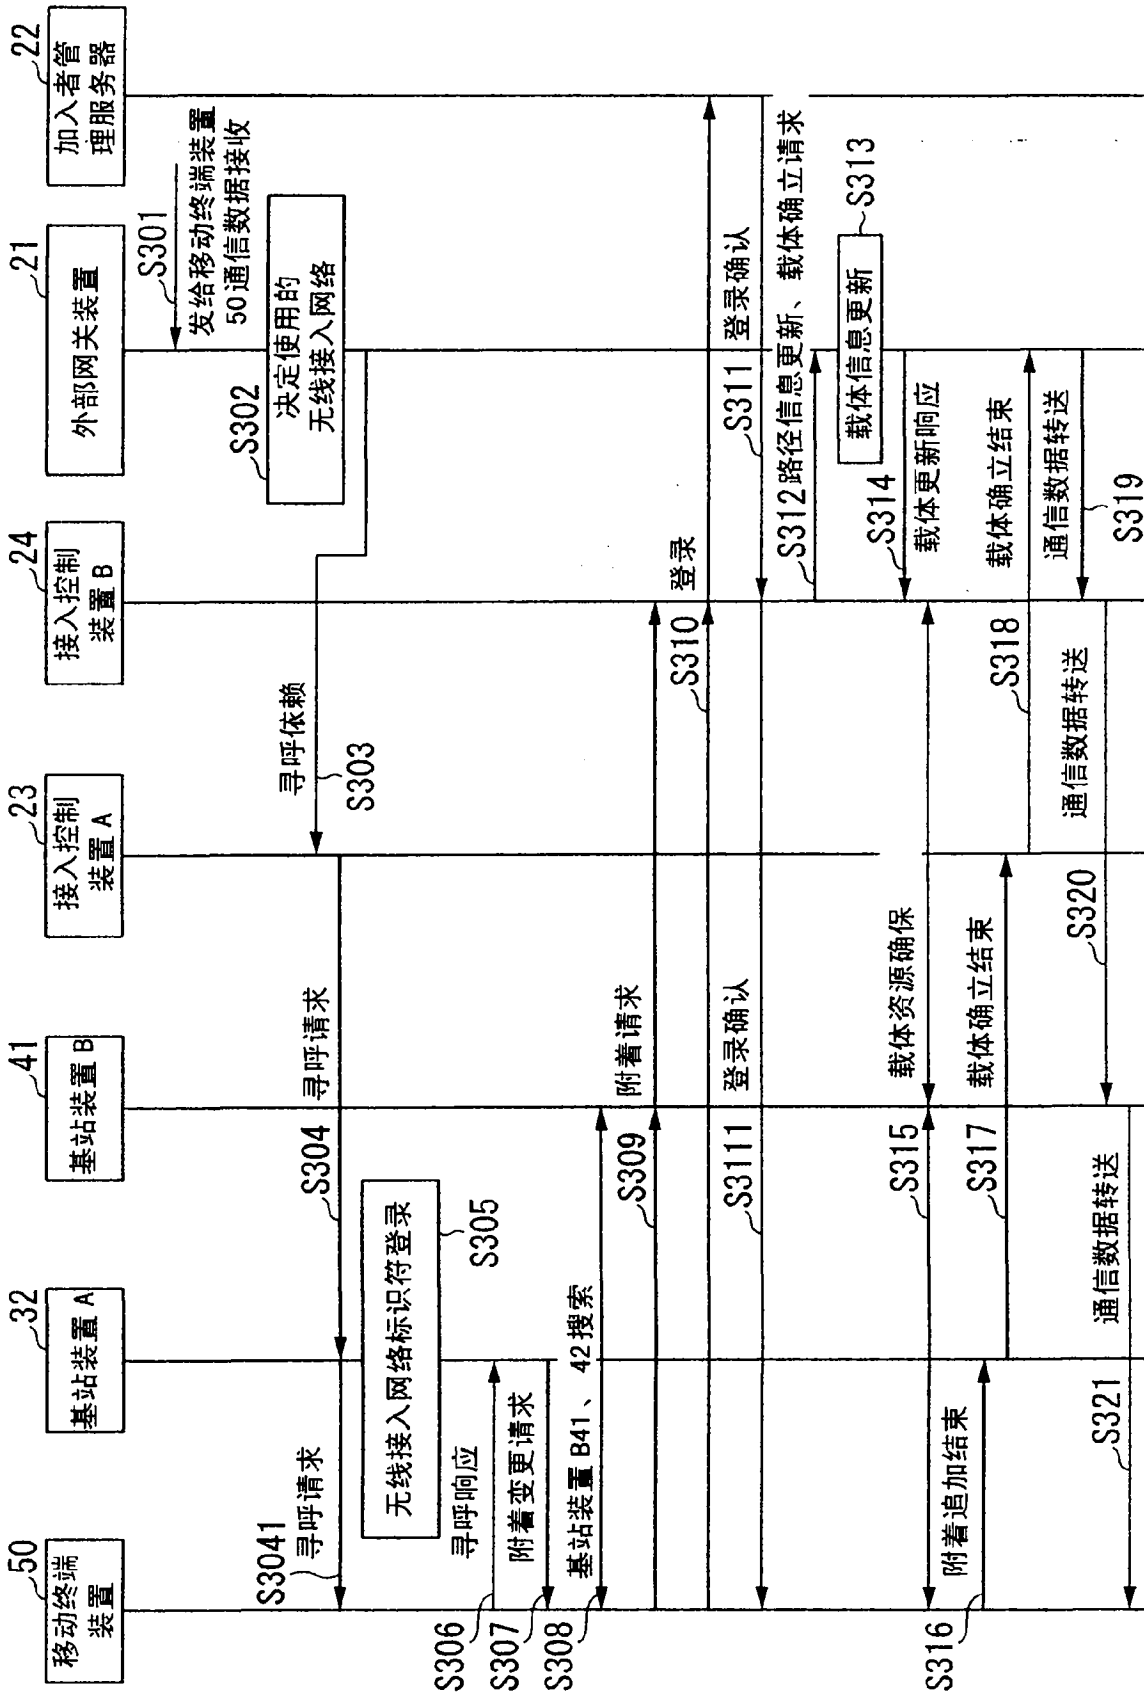 50
移动终端
装置
32
基站装置 A
41
基站装置 B
23
接入控制
装置 A
24
接入控制
装置 B
21
外部网关装置
22
加入者管
理服务器
S301
发给移动终端装置
50通信数据接收
S302
决定使用的
无线接入网络
寻呼依赖
S303
寻呼请求
S304
寻呼请求
S3041
无线接入网络标识符登录
S305
寻呼响应
S306
附着变更请求
S307
基站装置 B41、42 搜索
S308
附着请求
S309
登录
S310
登录确认
S311
登录确认
S3111
S312路径信息更新、载体确立请求
载体信息更新
S313
S314
载体更新响应
载体资源确保
S315
附着追加结束
S316
载体确立结束
S317
载体确立结束
S318
通信数据转送
S319
通信数据转送
S320
通信数据转送
S321